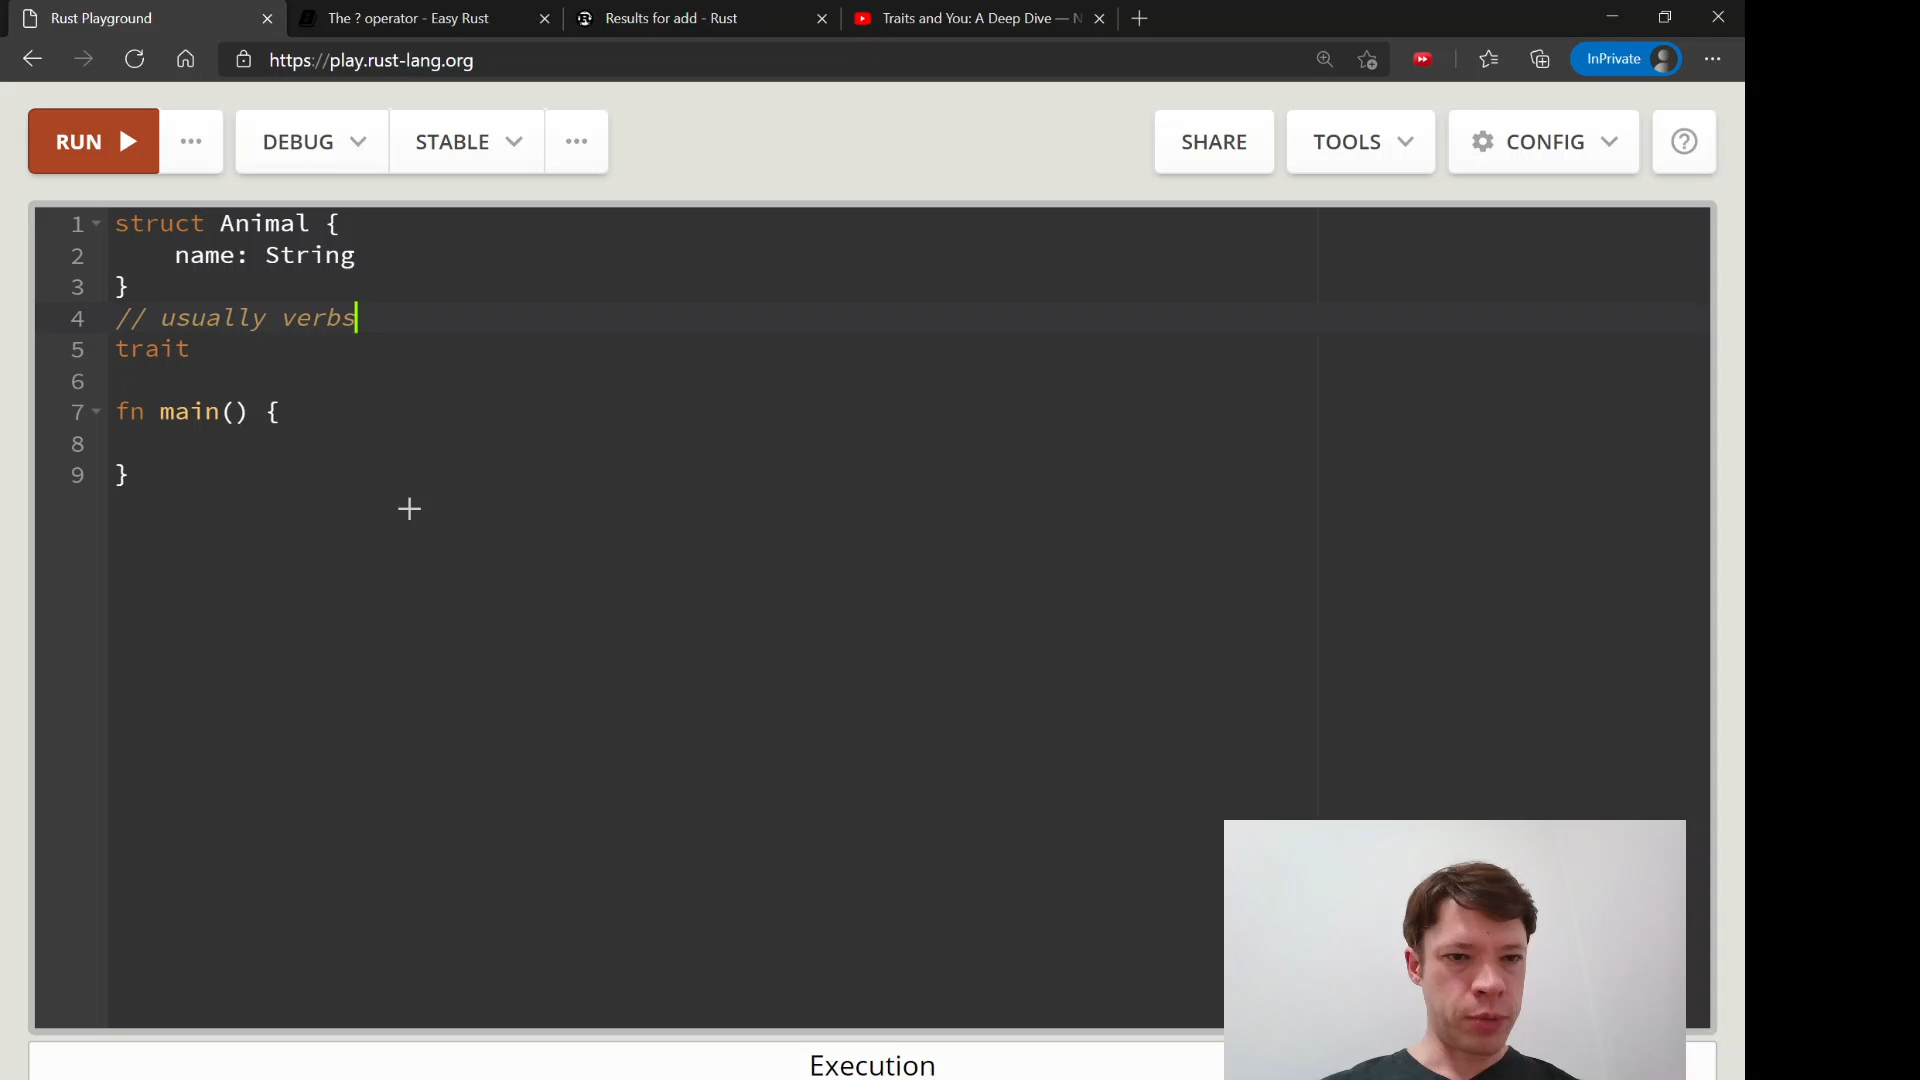 Rust Playground
The ? operator - Easy Rust
Results for add - Rust
Traits and You: A Deep Dive — N
https://play.rust-lang.org
InPrivate
RUN
DEBUG
STABLE
SHARE
TOOLS
CONFIG
1 struct Animal {
2 name: String
3 }
4 // usually verbs
5 trait
6
7 fn main() {
8
9 }
Execution